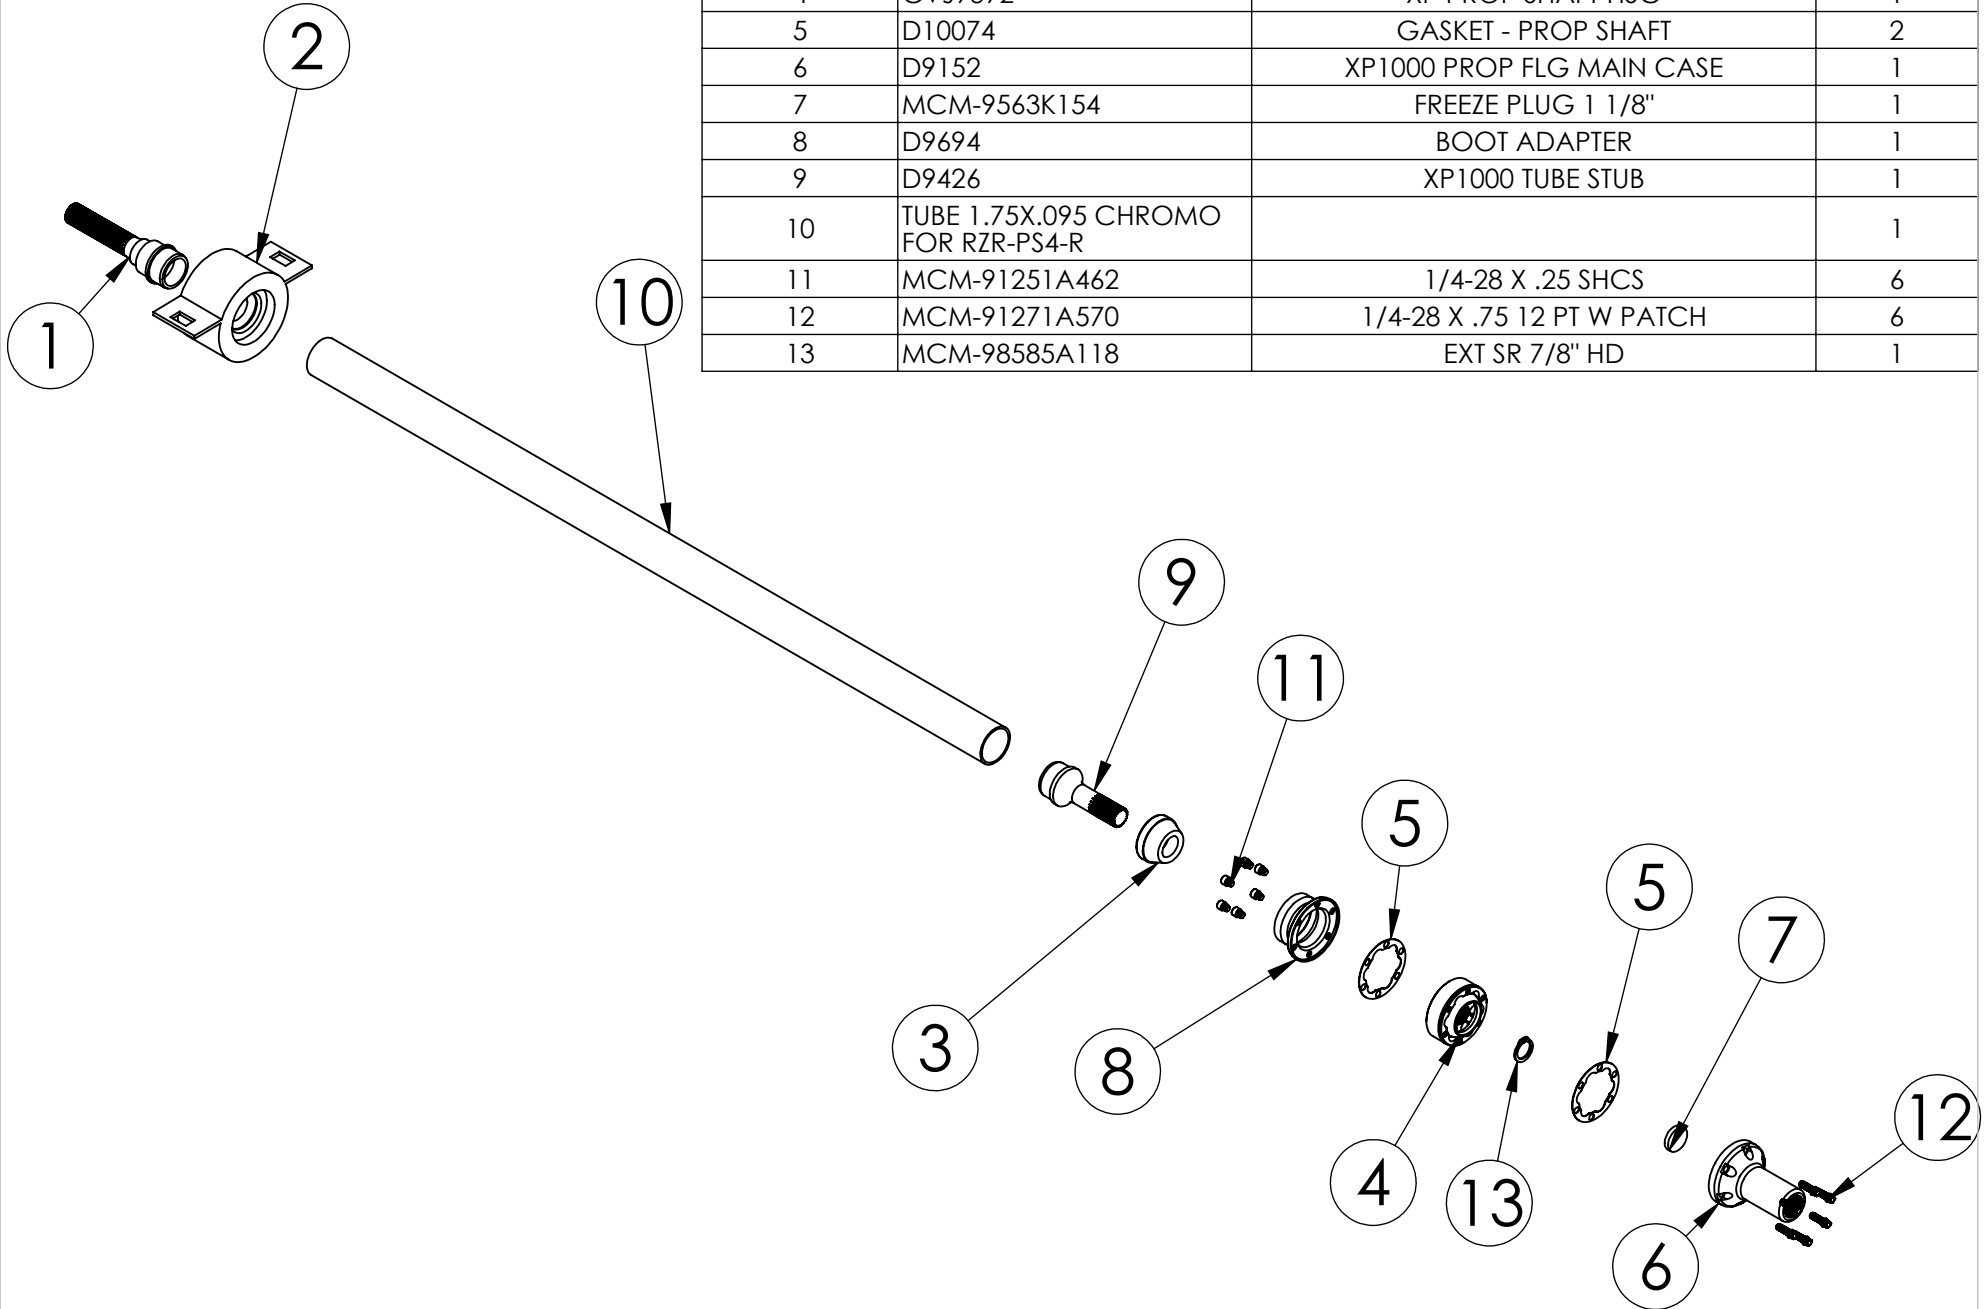 5 D10074 GASKET - PROP SHAFT 2
6 D9152 XP1000 PROP FLG MAIN CASE 1
7 MCM-9563K154 FREEZE PLUG 1 1/8" 1
8 D9694 BOOT ADAPTER 1
9 D9426 XP1000 TUBE STUB 1
10 TUBE 1.75X.095 CHROMO 1
FOR RZR-PS4-R
11 MCM-91251A462 1/4-28 X .25 SHCS 6
12 MCM-91271A570 1/4-28 X .75 12 PT W PATCH 6
13 MCM-98585A118 EXT SR 7/8" HD 1
2
1
10
9
11
5
5
7
3
8
4
13
12
6